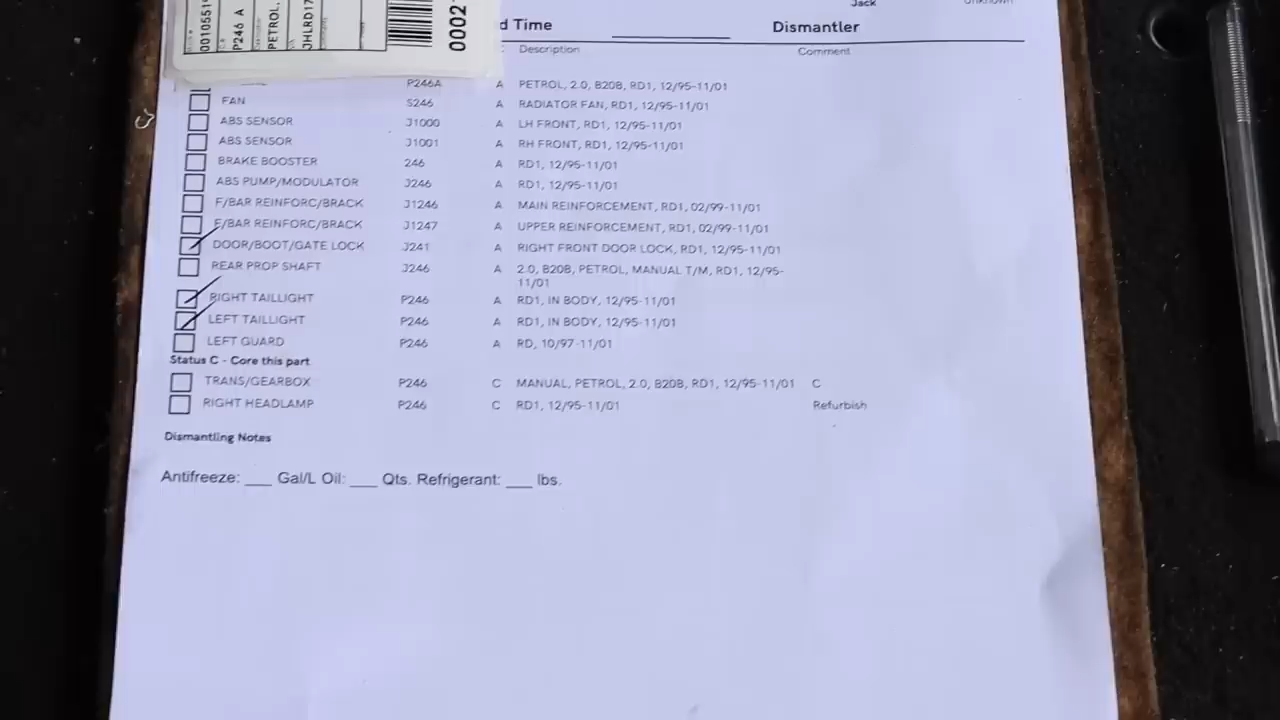 Jack
d Time Dismantler
Description Comment
0001055
P246 A
PETROL,
JHLRD17
0002
P246A A PETROL, 2.0, B20B, RD1, 12/95-11/01
FAN S246 A RADIATOR FAN, RD1, 12/95-11/01
ABS SENSOR J1000 A LH FRONT, RD1, 12/95-11/01
ABS SENSOR J1001 A RH FRONT, RD1, 12/95-11/01
BRAKE BOOSTER 246 A RD1, 12/95-11/01
ABS PUMP/MODULATOR J246 A RD1, 12/95-11/01
F/BAR REINFORC/BRACK J1246 A MAIN REINFORCEMENT, RD1, 02/99-11/01
F/BAR REINFORC/BRACK J1247 A UPPER REINFORCEMENT, RD1, 02/99-11/01
DOOR/BOOT/GATE LOCK J241 A RIGHT FRONT DOOR LOCK, RD1, 12/95-11/01
REAR PROP SHAFT J246 A 2.0, B20B, PETROL, MANUAL T/M, RD1, 12/95-
11/01
RIGHT TAILLIGHT P246 A RD1, IN BODY, 12/95-11/01
LEFT TAILLIGHT P246 A RD1, IN BODY, 12/95-11/01
LEFT GUARD P246 A RD, 10/97-11/01
Status C - Core this part
TRANS/GEARBOX P246 C MANUAL, PETROL, 2.0, B20B, RD1, 12/95-11/01 C
RIGHT HEADLAMP P246 C RD1, 12/95-11/01 Refurbish
Dismantling Notes
Antifreeze: ___ Gal/L Oil: ___ Qts. Refrigerant: ___ lbs.